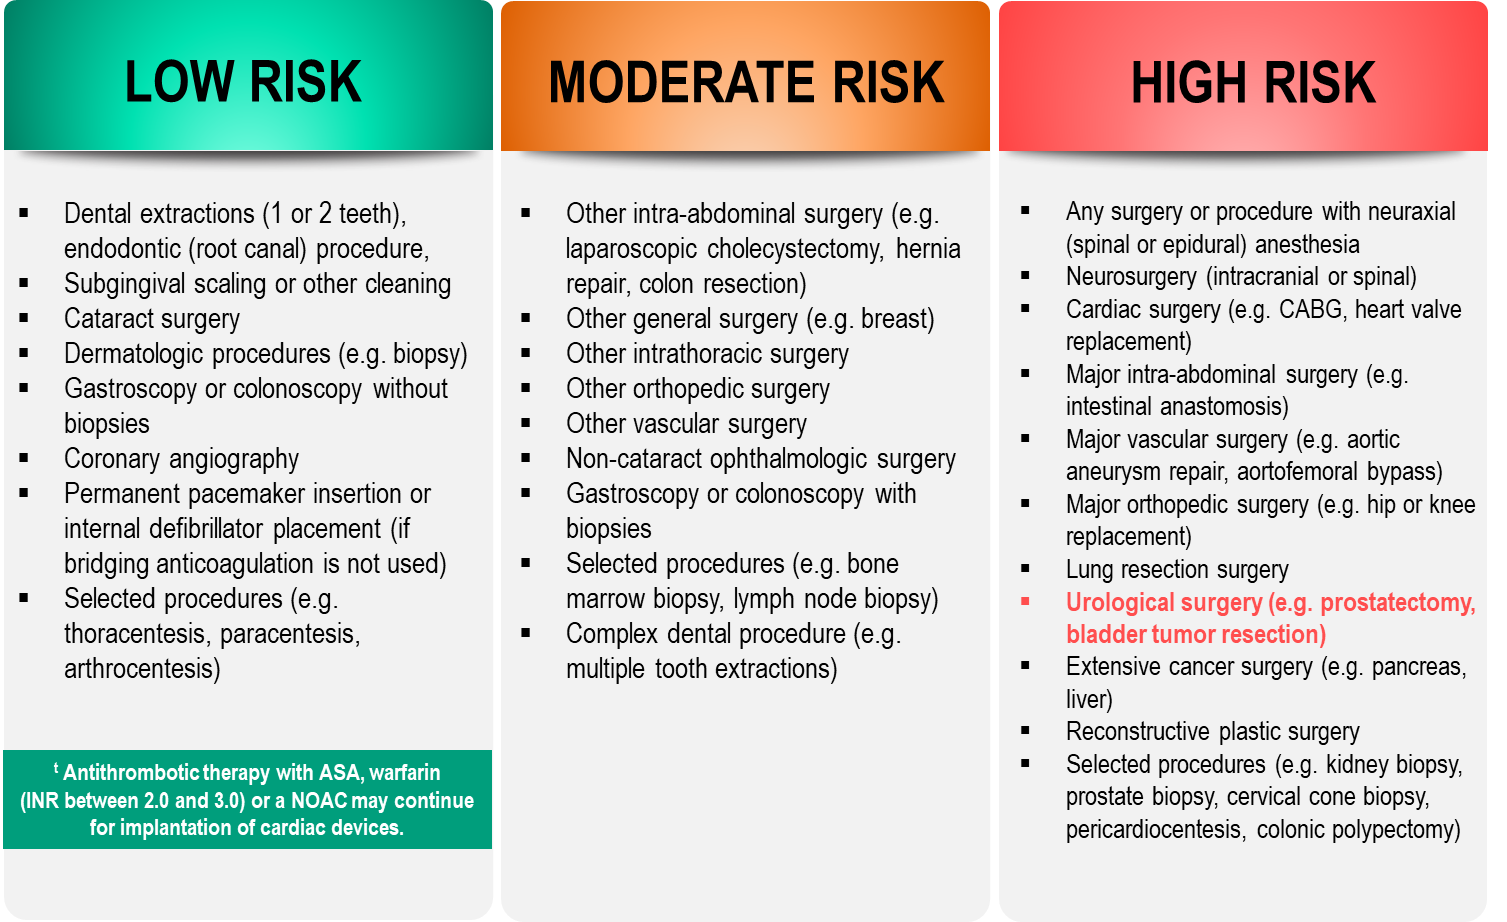 LOW RISK
▪ Dental extractions (1 or 2 teeth),
endodontic (root canal) procedure,
▪ Subgingival scaling or other cleaning
▪ Cataract surgery
▪ Dermatologic procedures (e.g. biopsy)
▪ Gastroscopy or colonoscopy without
biopsies
▪ Coronary angiography
▪ Permanent pacemaker insertion or
internal defibrillator placement (if
bridging anticoagulation is not used)
▪ Selected procedures (e.g.
thoracentesis, paracentesis,
arthrocentesis)
t Antithrombotic therapy with ASA, warfarin
(INR between 2.0 and 3.0) or a NOAC may continue
for implantation of cardiac devices.
MODERATE RISK
▪ Other intra-abdominal surgery (e.g.
laparoscopic cholecystectomy, hernia
repair, colon resection)
▪ Other general surgery (e.g. breast)
▪ Other intrathoracic surgery
▪ Other orthopedic surgery
▪ Other vascular surgery
▪ Non-cataract ophthalmologic surgery
▪ Gastroscopy or colonoscopy with
biopsies
▪ Selected procedures (e.g. bone
marrow biopsy, lymph node biopsy)
▪ Complex dental procedure (e.g.
multiple tooth extractions)
HIGH RISK
▪ Any surgery or procedure with neuraxial
(spinal or epidural) anesthesia
▪ Neurosurgery (intracranial or spinal)
▪ Cardiac surgery (e.g. CABG, heart valve
replacement)
▪ Major intra-abdominal surgery (e.g.
intestinal anastomosis)
▪ Major vascular surgery (e.g. aortic
aneurysm repair, aortofemoral bypass)
▪ Major orthopedic surgery (e.g. hip or knee
replacement)
▪ Lung resection surgery
▪ Urological surgery (e.g. prostatectomy,
bladder tumor resection)
▪ Extensive cancer surgery (e.g. pancreas,
liver)
▪ Reconstructive plastic surgery
▪ Selected procedures (e.g. kidney biopsy,
prostate biopsy, cervical cone biopsy,
pericardiocentesis, colonic polypectomy)